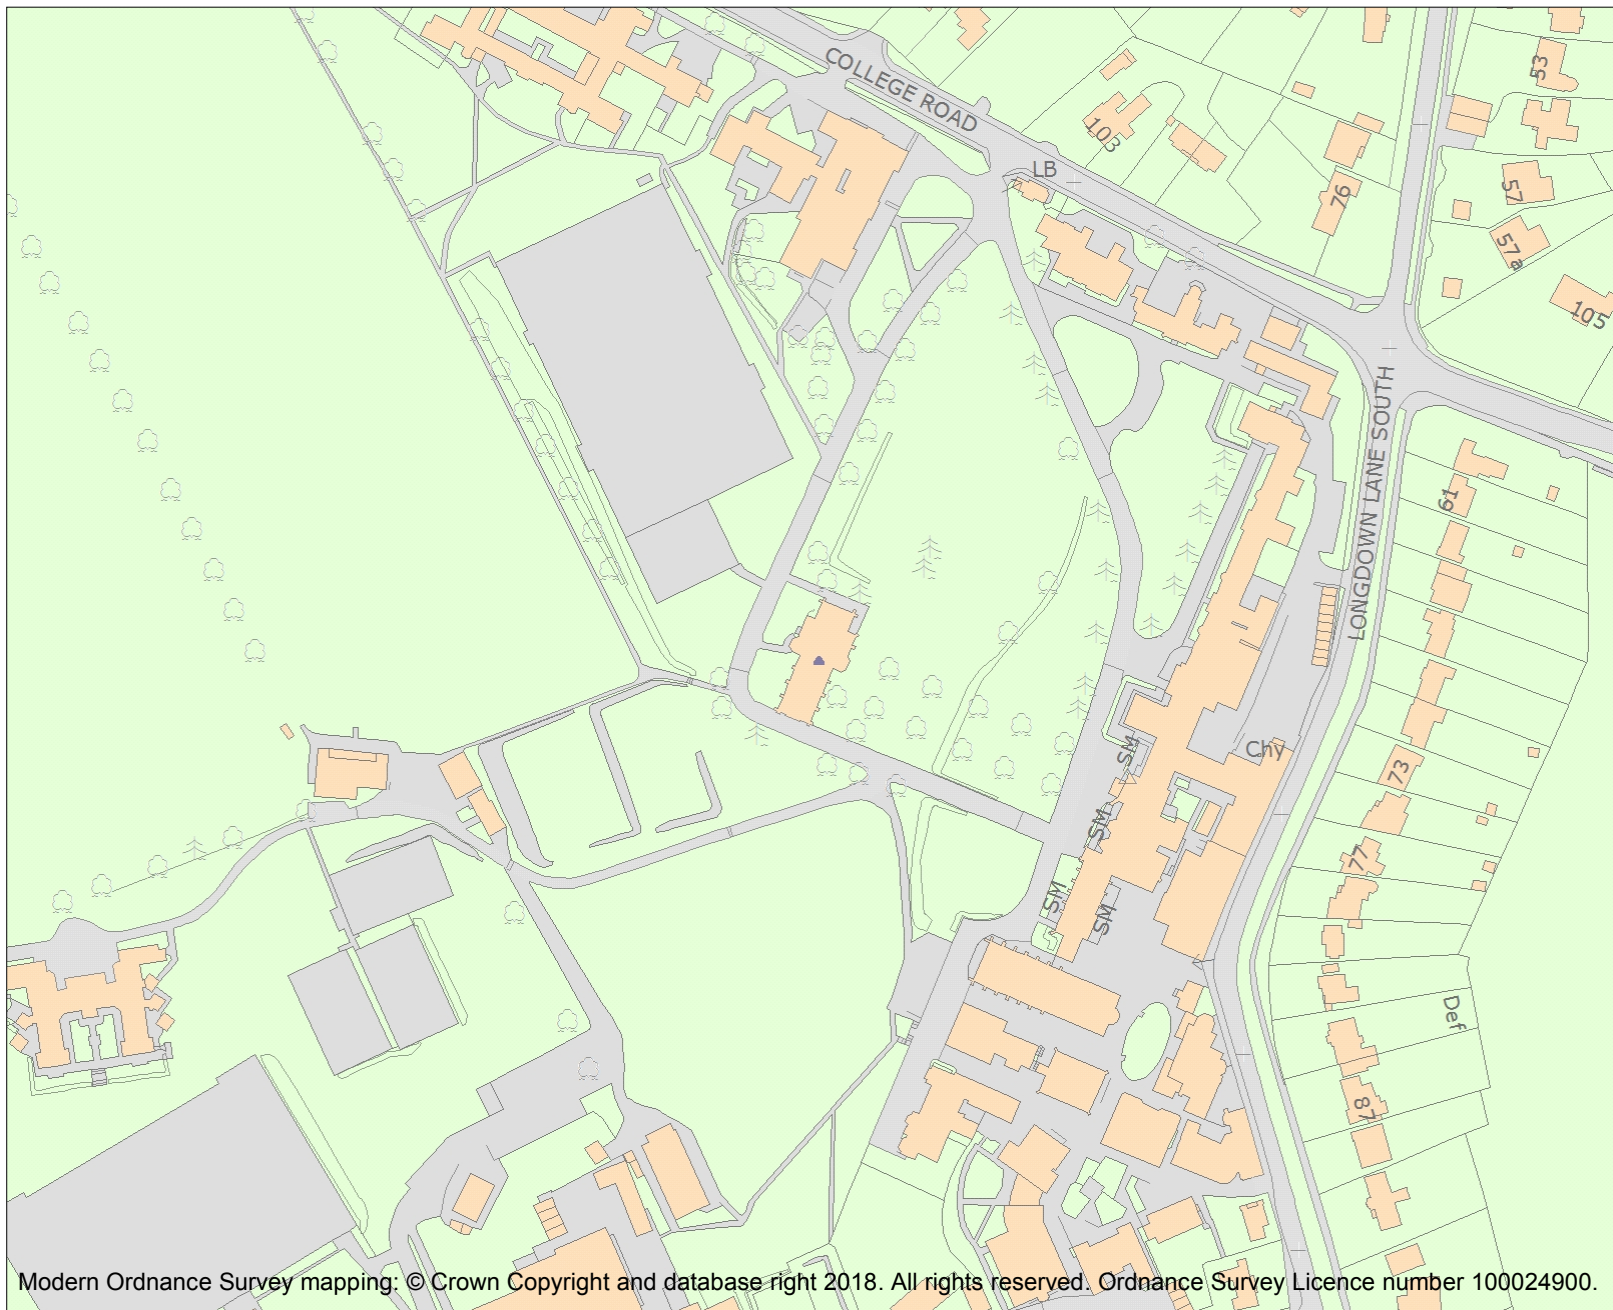 COLLEGE ROAD
53
103
LB
76
57
57a
105
LONGDOWN LANE SOUTH
61
SM
Chy
73
SM
77
SM
SM
Def
87
Modern Ordnance Survey mapping: © Crown Copyright and database right 2018. All rights reserved. Ordnance Survey Licence number 100024900.